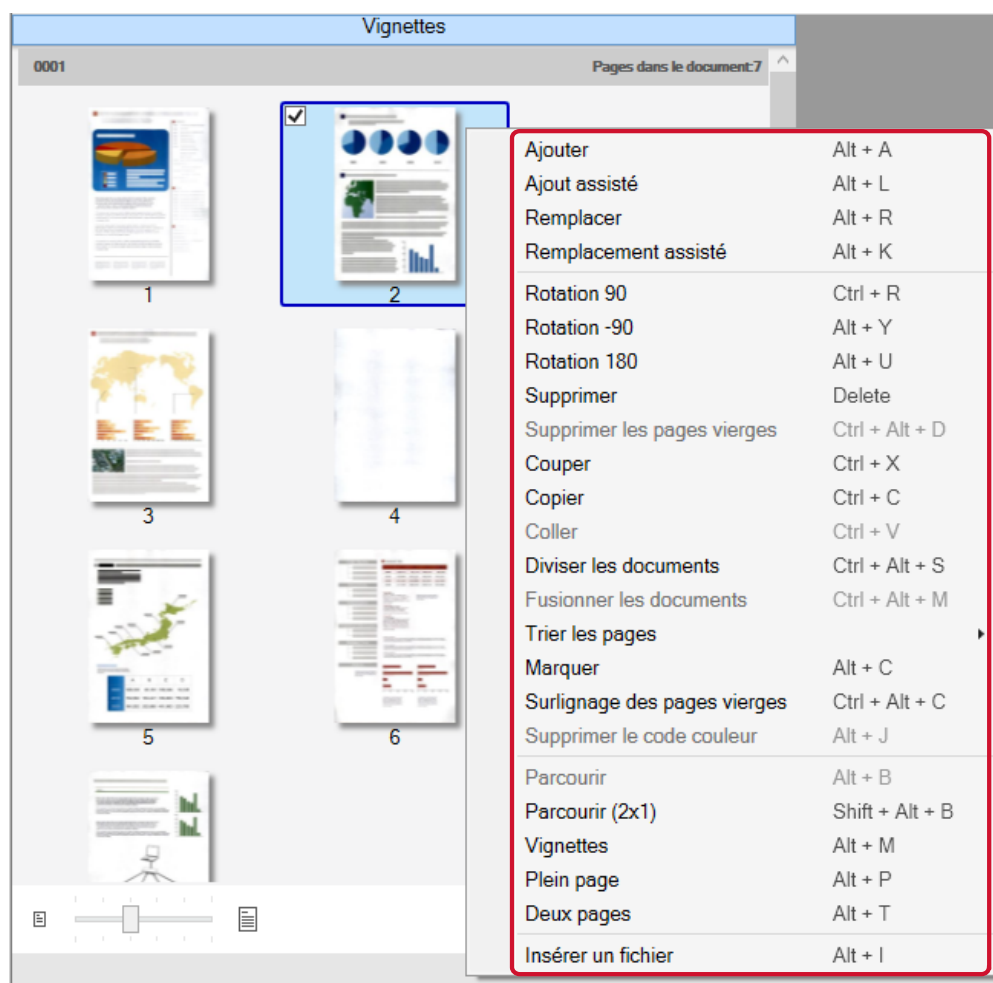 Vignettes
0001 Pages dans le document:7
1
2
3
4
5
6
Ajouter Alt + A
Ajout assisté Alt + L
Remplacer Alt + R
Remplacement assisté Alt + K
Rotation 90 Ctrl + R
Rotation -90 Alt + Y
Rotation 180 Alt + U
Supprimer Delete
Supprimer les pages vierges Ctrl + Alt + D
Couper Ctrl + X
Copier Ctrl + C
Coller Ctrl + V
Diviser les documents Ctrl + Alt + S
Fusionner les documents Ctrl + Alt + M
Trier les pages
Marquer Alt + C
Surlignage des pages vierges Ctrl + Alt + C
Supprimer le code couleur Alt + J
Parcourir Alt + B
Parcourir (2x1) Shift + Alt + B
Vignettes Alt + M
Plein page Alt + P
Deux pages Alt + T
Insérer un fichier Alt + I